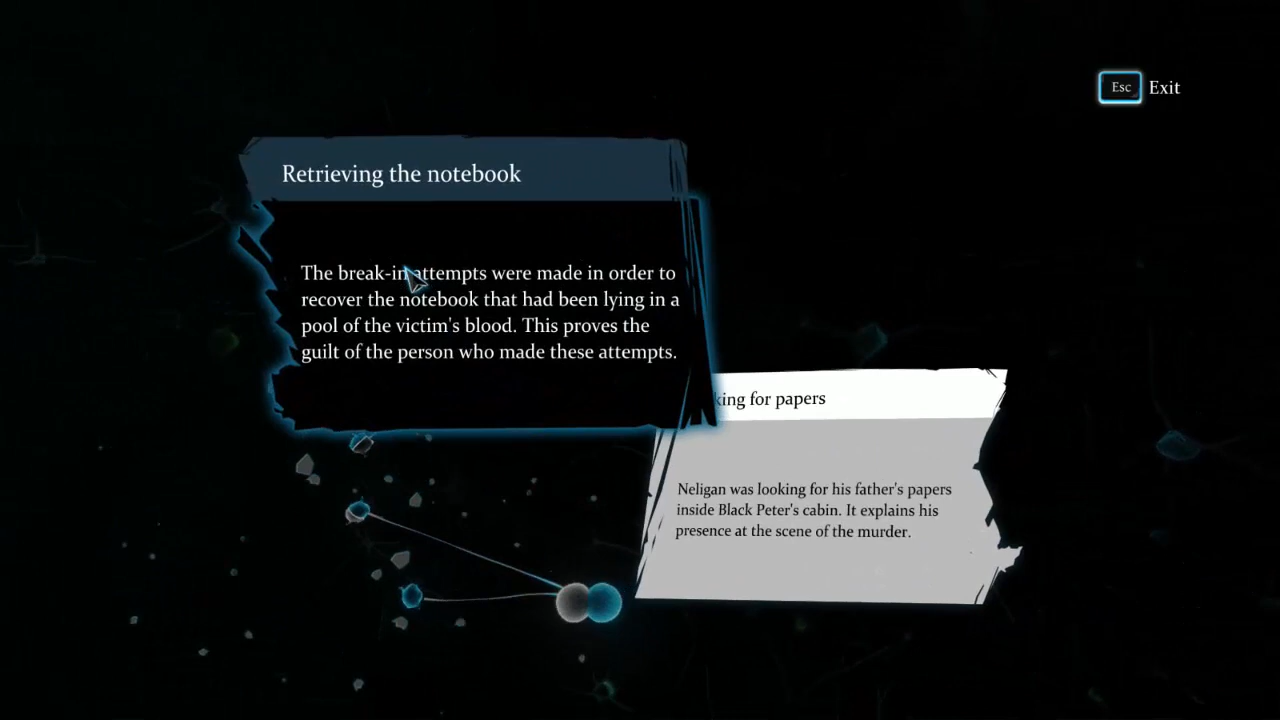 Esc Exit
Retrieving the notebook
The break-in attempts were made in order to
recover the notebook that had been lying in a
pool of the victim's blood. This proves the
guilt of the person who made these attempts.
king for papers
Neligan was looking for his father's papers
inside Black Peter's cabin. It explains his
presence at the scene of the murder.